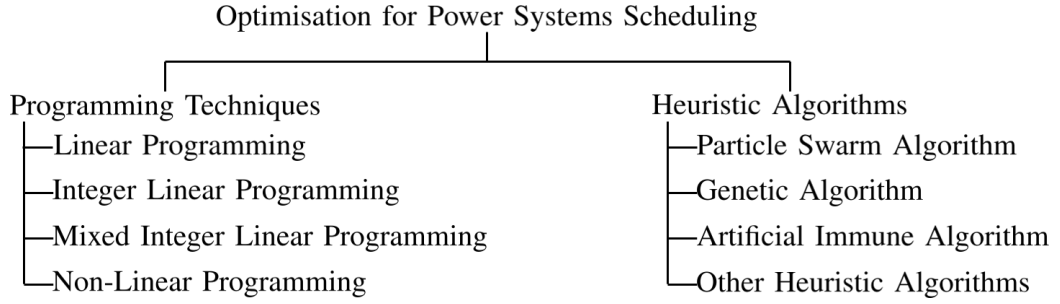 Optimisation for Power Systems Scheduling
Programming Techniques
Linear Programming
Integer Linear Programming
Mixed Integer Linear Programming
Non-Linear Programming
Heuristic Algorithms
Particle Swarm Algorithm
Genetic Algorithm
Artificial Immune Algorithm
Other Heuristic Algorithms